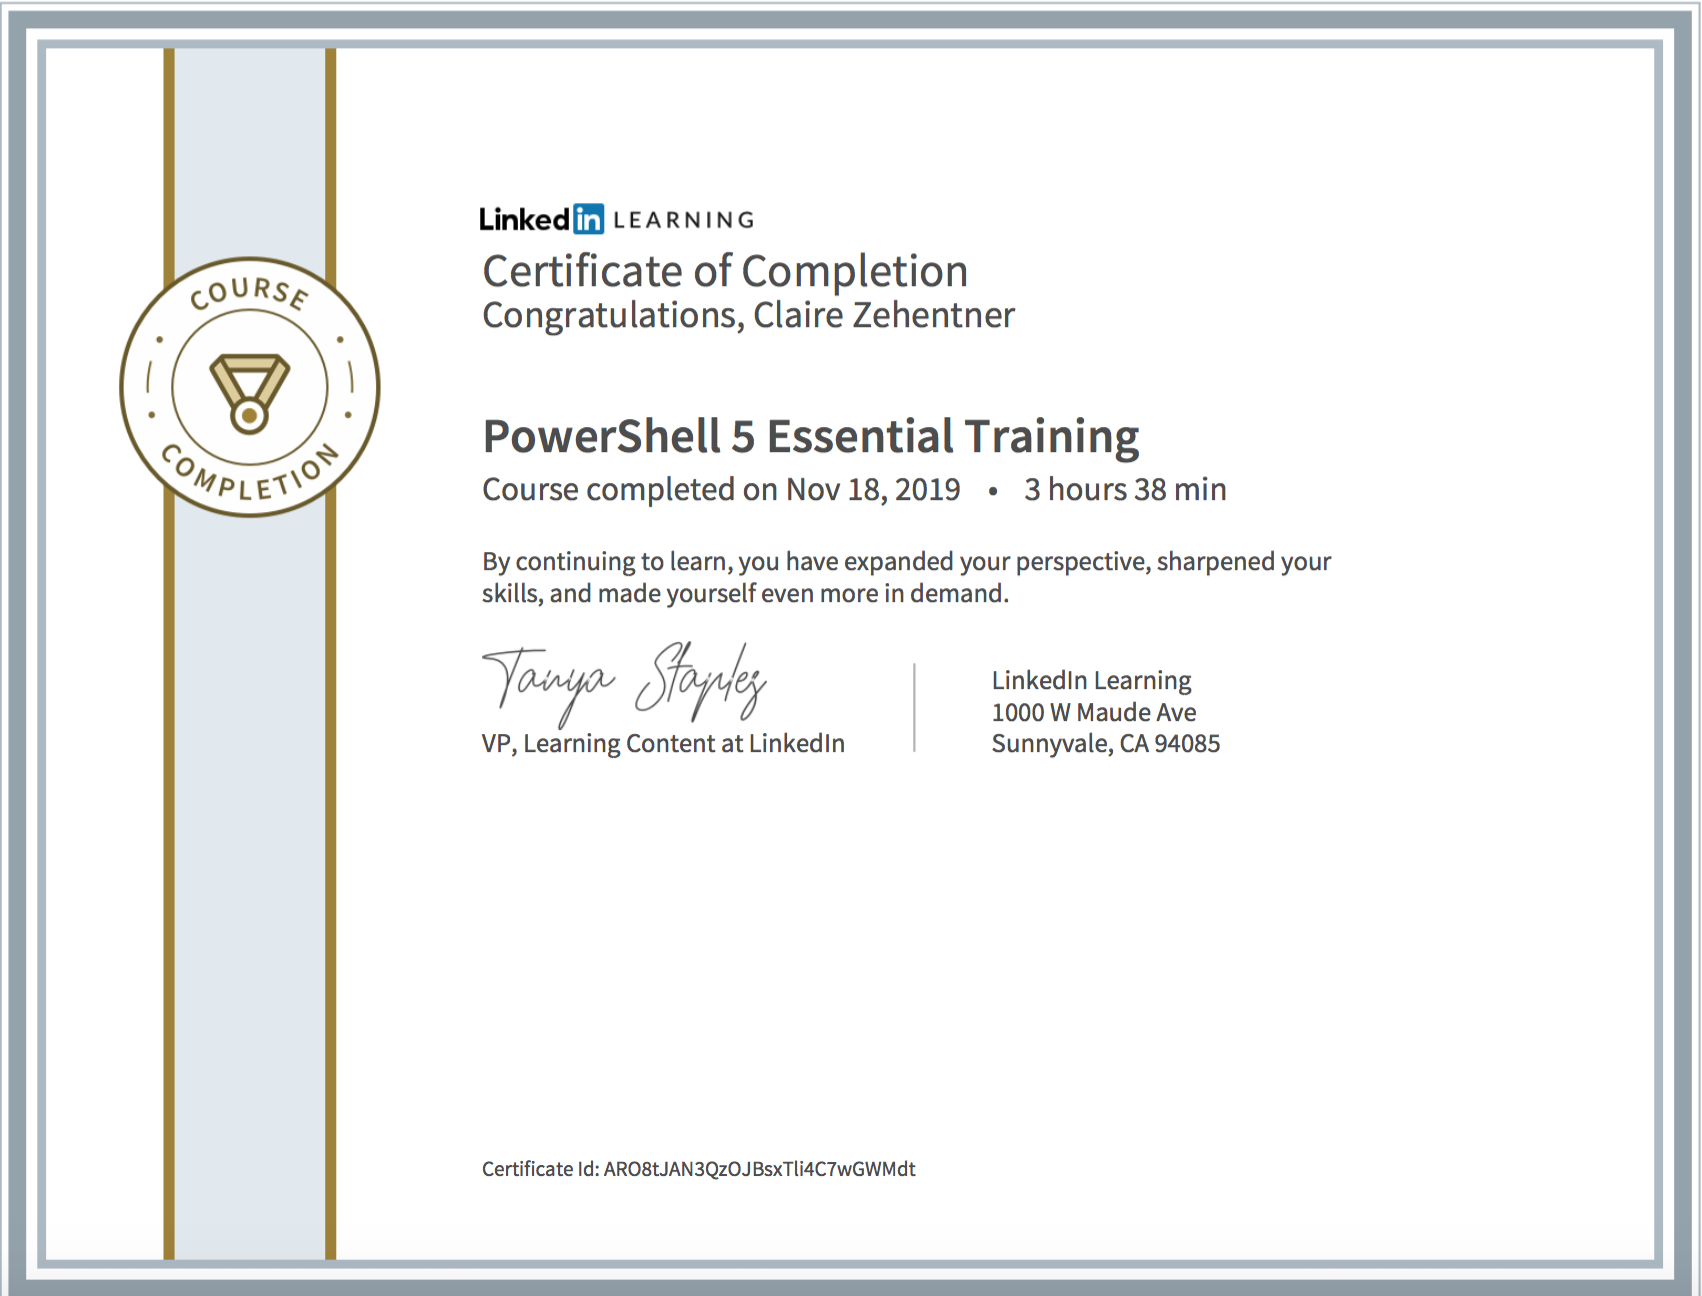 COURSE
COMPLETION
Linked in LEARNING
Certificate of Completion
Congratulations, Claire Zehentner
PowerShell 5 Essential Training
Course completed on Nov 18, 2019 • 3 hours 38 min
By continuing to learn, you have expanded your perspective, sharpened your
skills, and made yourself even more in demand.
Tanya Staples
VP, Learning Content at LinkedIn
LinkedIn Learning
1000 W Maude Ave
Sunnyvale, CA 94085
Certificate Id: ARO8tJAN3QzOJBsxTli4C7wGWMdt